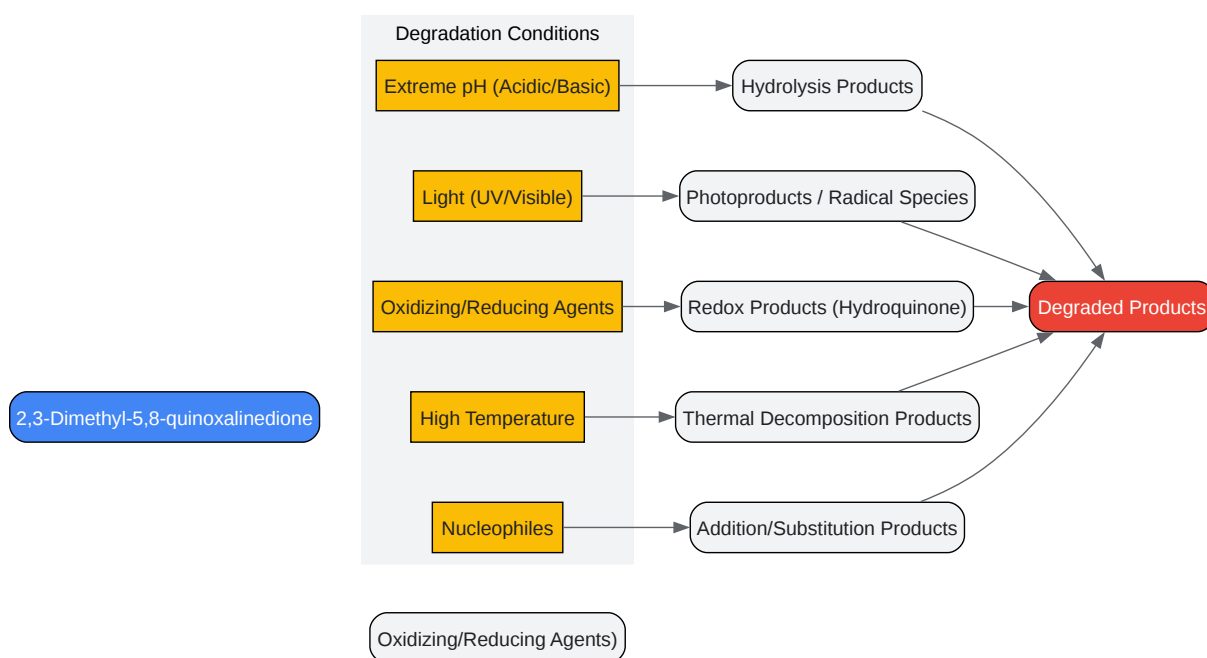 Degradation Conditions
Extreme pH (Acidic/Basic)
Hydrolysis Products
Light (UV/Visible)
Photoproducts / Radical Species
Oxidizing/Reducing Agents
Redox Products (Hydroquinone)
Degraded Products
2,3-Dimethyl-5,8-quinoxalinedione
High Temperature
Thermal Decomposition Products
Nucleophiles
Addition/Substitution Products
Oxidizing/Reducing Agents)